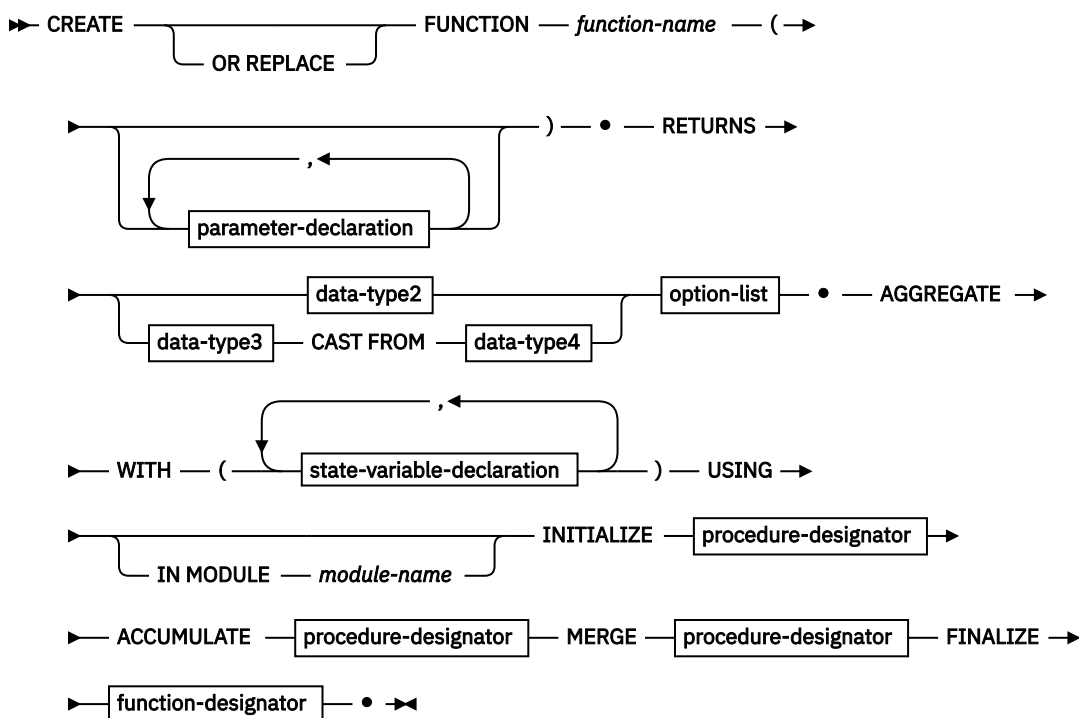 CREATE FUNCTION function-name (
OR REPLACE
) • RETURNS
,
parameter-declaration
data-type2 option-list • AGGREGATE
data-type3 CAST FROM data-type4
,
WITH ( state-variable-declaration ) USING
INITIALIZE procedure-designator
IN MODULE module-name
ACCUMULATE procedure-designator MERGE procedure-designator FINALIZE
function-designator •